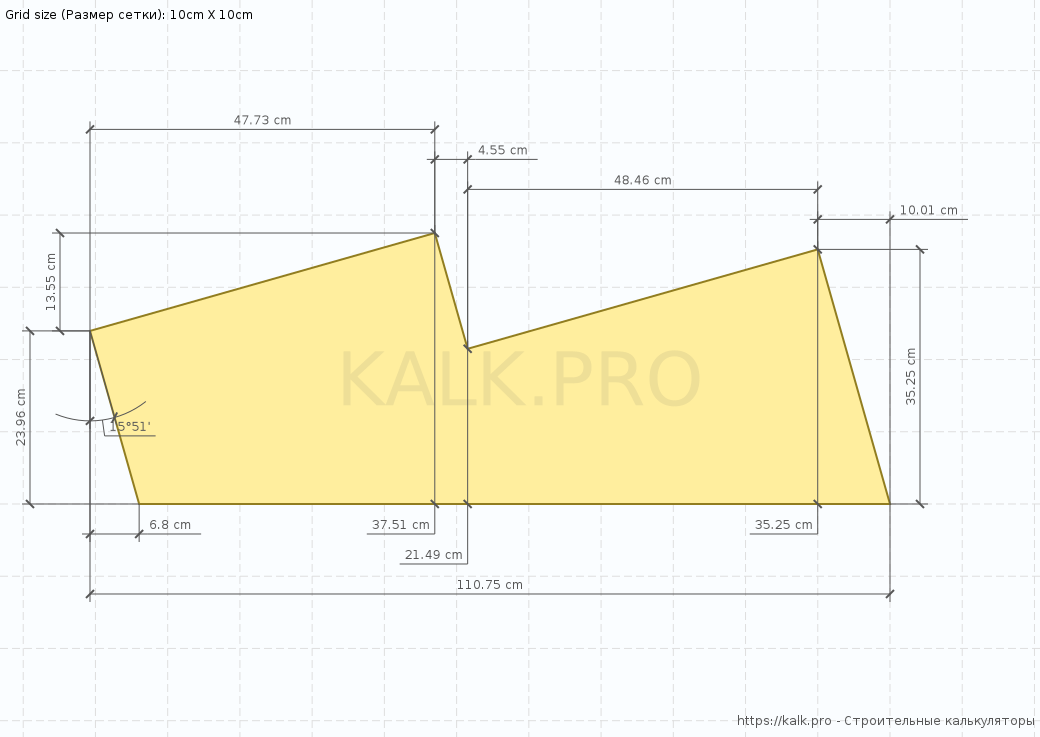 Grid size (Размер сетки): 10cm X 10cm
47.73 cm
4.55 cm
48.46 cm
10.01 cm
13.55 cm
23.96 cm
35.25 cm
KALK.PRO
15°51'
6.8 cm
37.51 cm
35.25 cm
21.49 cm
110.75 cm
https://kalk.pro - Строительные калькуляторы